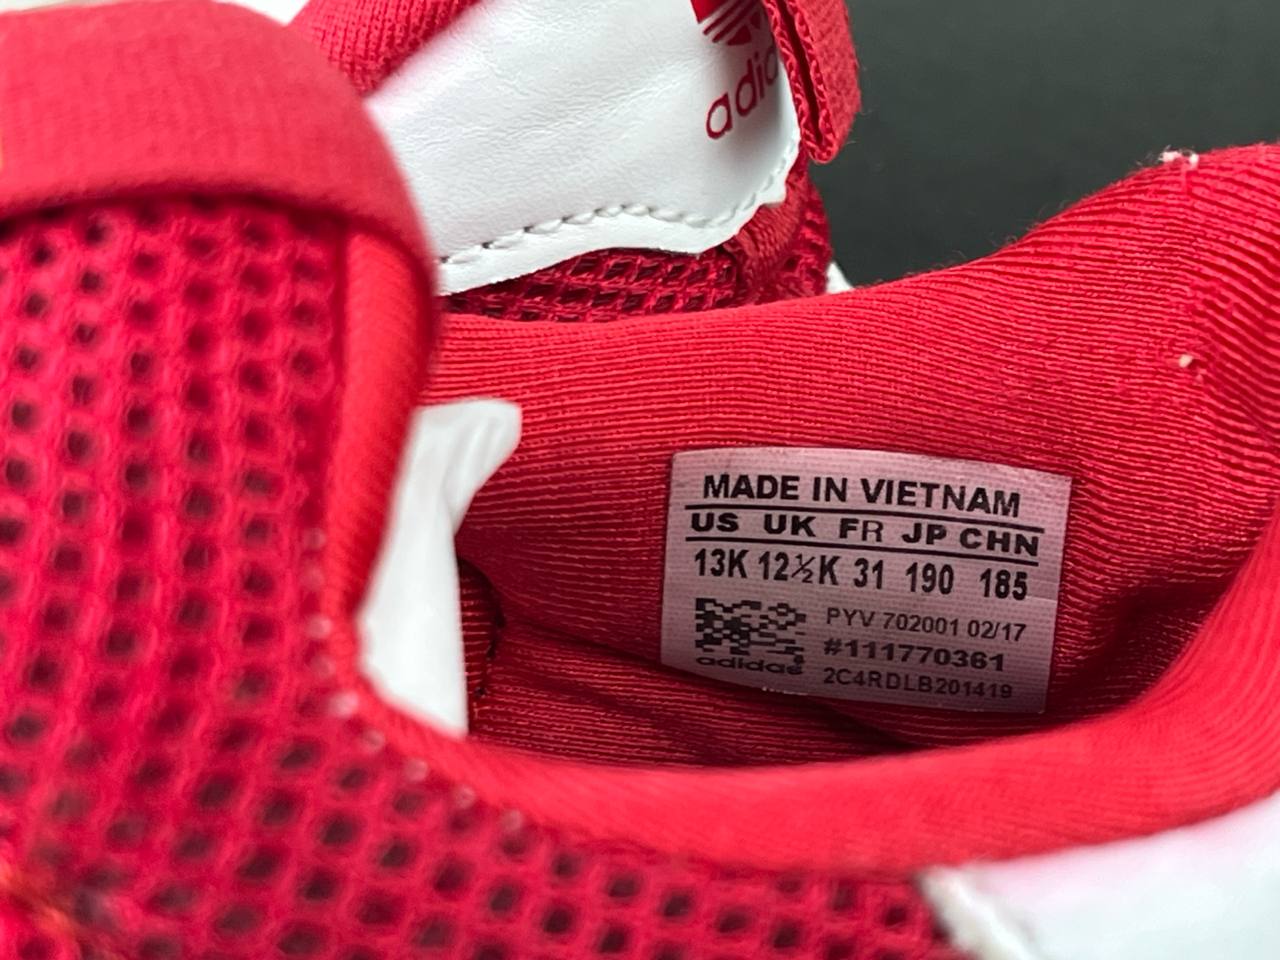 adidas
MADE IN VIETNAM
US UK FR JP CHN
13K 12½K 31 190 185
PYV 702001 02/17
#111770361
adidas
2C4RDLB201419